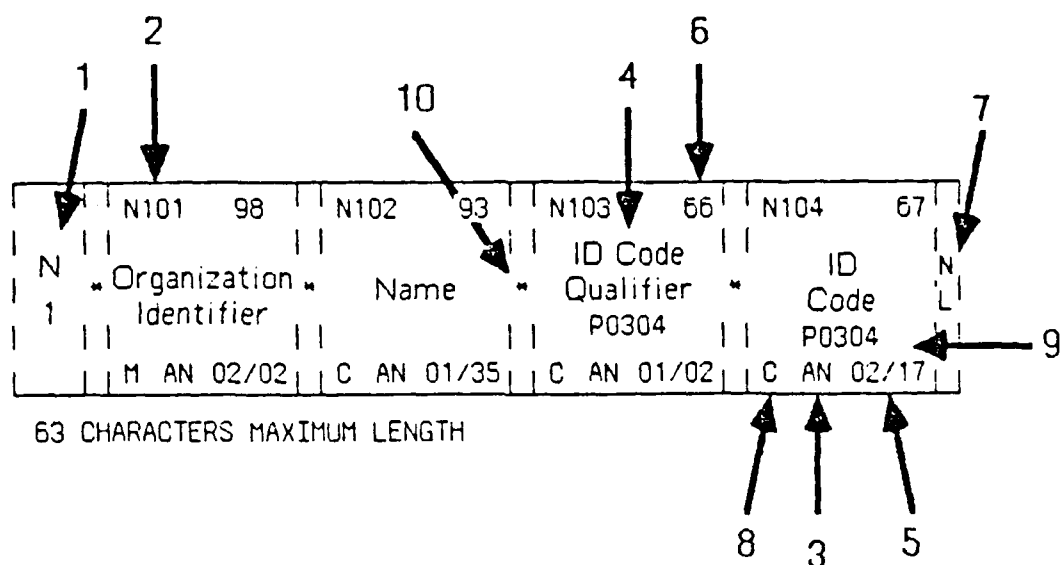 2 6
1 4 7
10
N101 98 N102 93 N103 66 N104 67
N
1
* Organization
Identifier
* Name
* ID Code
Qualifier
P0304
* ID
Code
P0304
N
L
9
M AN 02/02 C AN 01/35 C AN 01/02 C AN 02/17
63 CHARACTERS MAXIMUM LENGTH
8 3 5